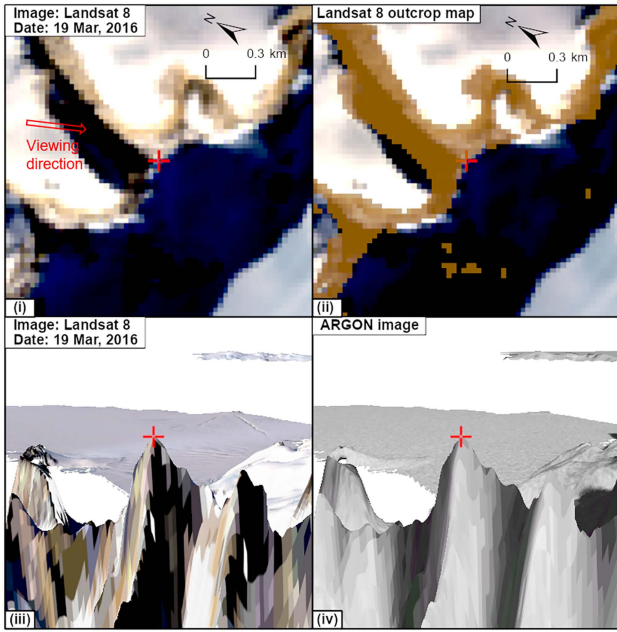 Image: Landsat 8
Date: 19 Mar, 2016
N
0 0.3 km
Viewing
direction
(i)
Landsat 8 outcrop map
N
0 0.3 km
(ii)
Image: Landsat 8
Date: 19 Mar, 2016
(iii)
ARGON image
(iv)